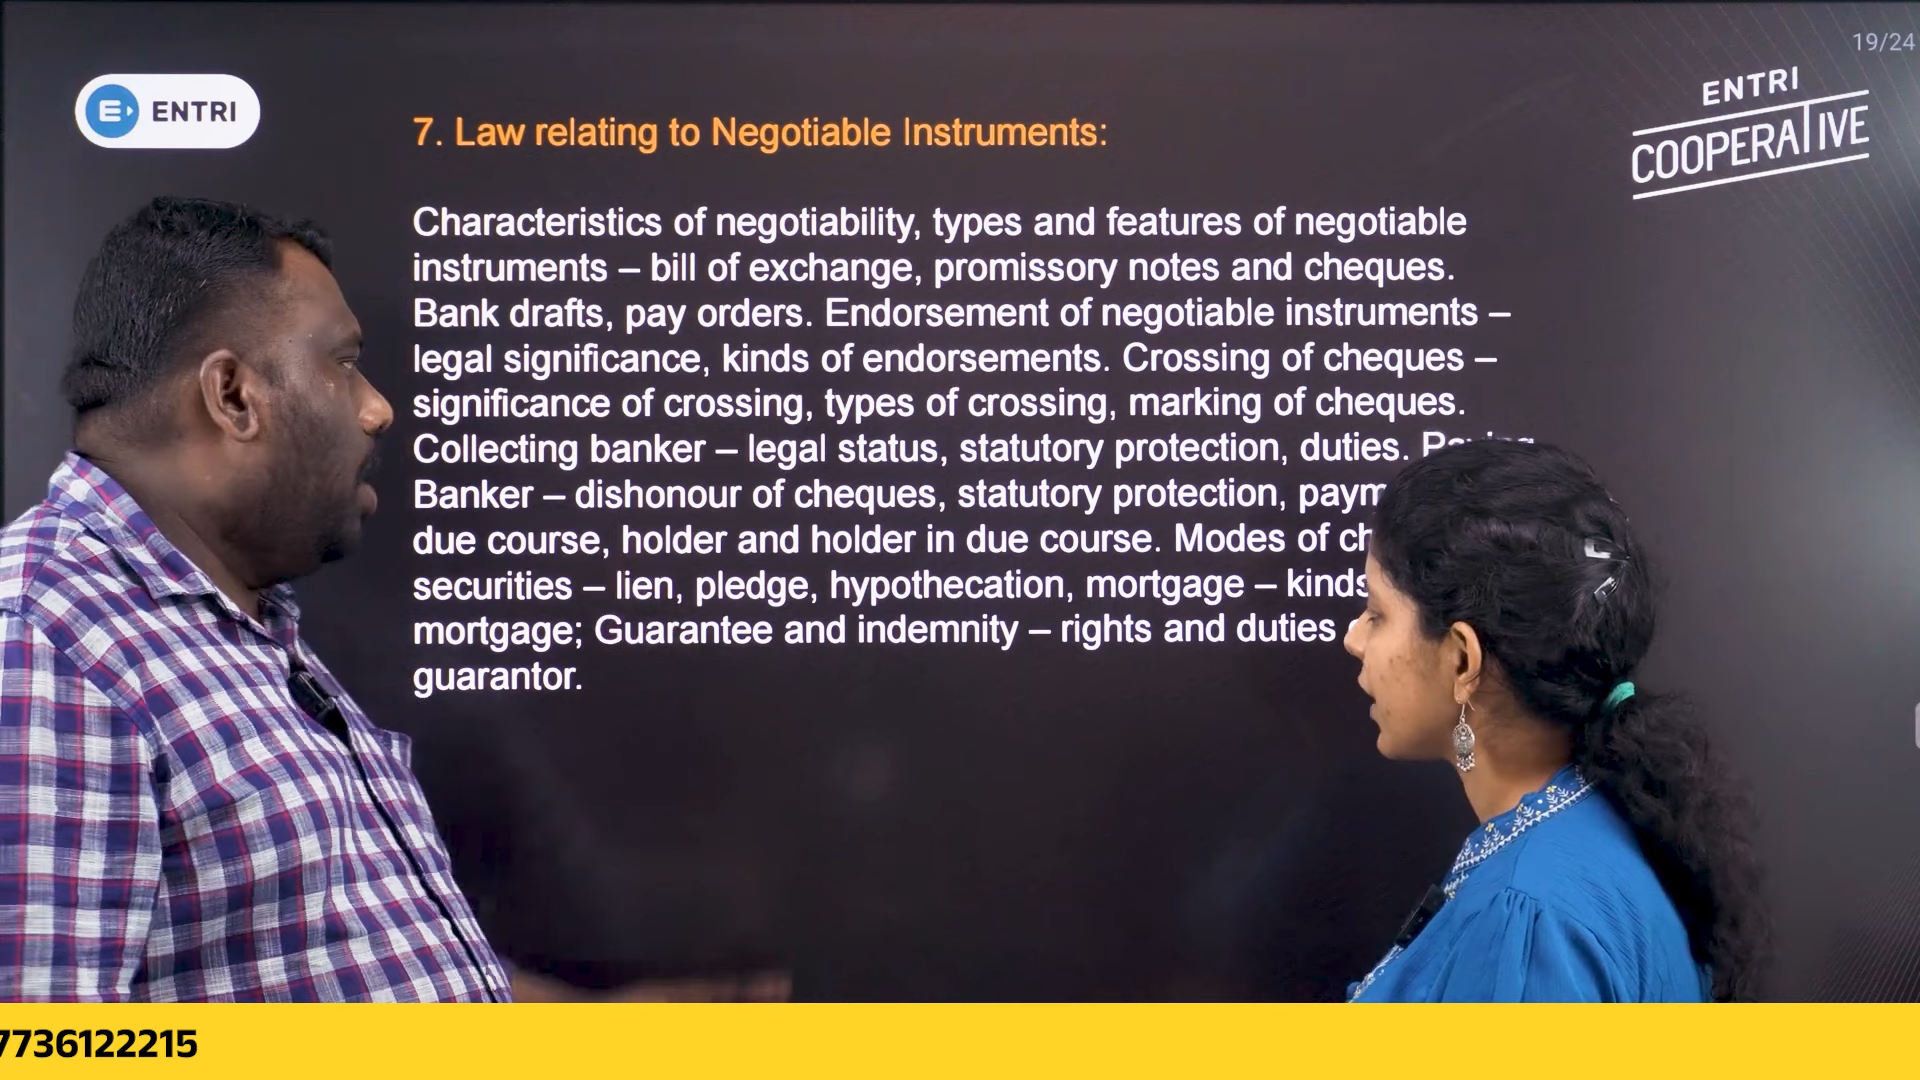 19/24
ENTRI
ENTRI
COOPERATIVE
7. Law relating to Negotiable Instruments:
Characteristics of negotiability, types and features of negotiable
instruments – bill of exchange, promissory notes and cheques.
Bank drafts, pay orders. Endorsement of negotiable instruments –
legal significance, kinds of endorsements. Crossing of cheques –
significance of crossing, types of crossing, marking of cheques.
Collecting banker – legal status, statutory protection, duties.
Banker – dishonour of cheques, statutory protection,
due course, holder and holder in due course. Modes of
securities – lien, pledge, hypothecation, mortgage – kinds
mortgage; Guarantee and indemnity – rights and duties
guarantor.
7736122215